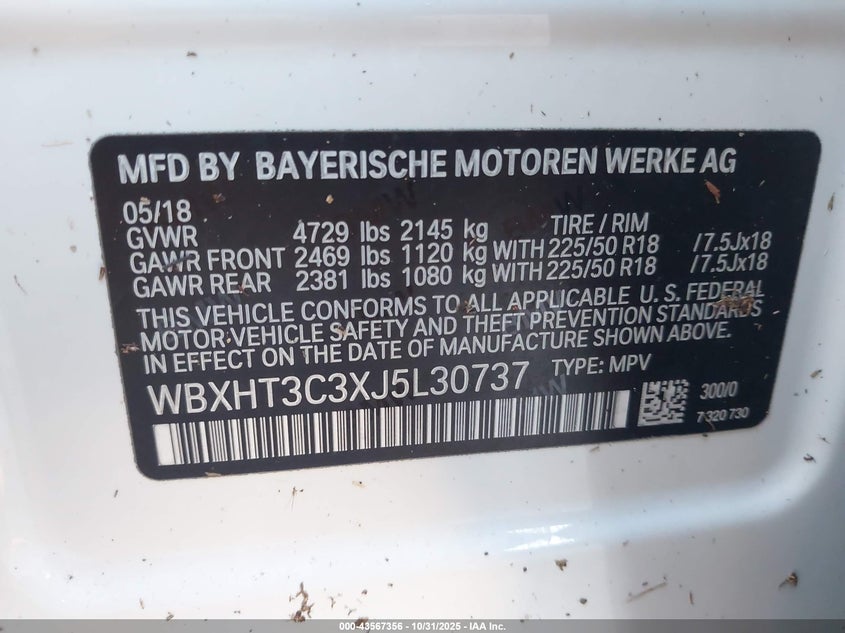 MFD BY BAYERISCHE MOTOREN WERKE AG
05/18
GVWR 4729 lbs 2145 kg TIRE / RIM
GAWR FRONT 2469 lbs 1120 kg WITH 225/50 R18 /7.5Jx18
GAWR REAR 2381 lbs 1080 kg WITH 225/50 R18 /7.5Jx18
THIS VEHICLE CONFORMS TO ALL APPLICABLE U. S. FEDERAL
MOTOR VEHICLE SAFETY AND THEFT PREVENTION STANDARDS
IN EFFECT ON THE DATE OF MANUFACTURE SHOWN ABOVE.
WBXHT3C3XJ5L30737 TYPE: MPV
300/0
7 320 730
000-43567356 - 10/31/2025 - IAA Inc.